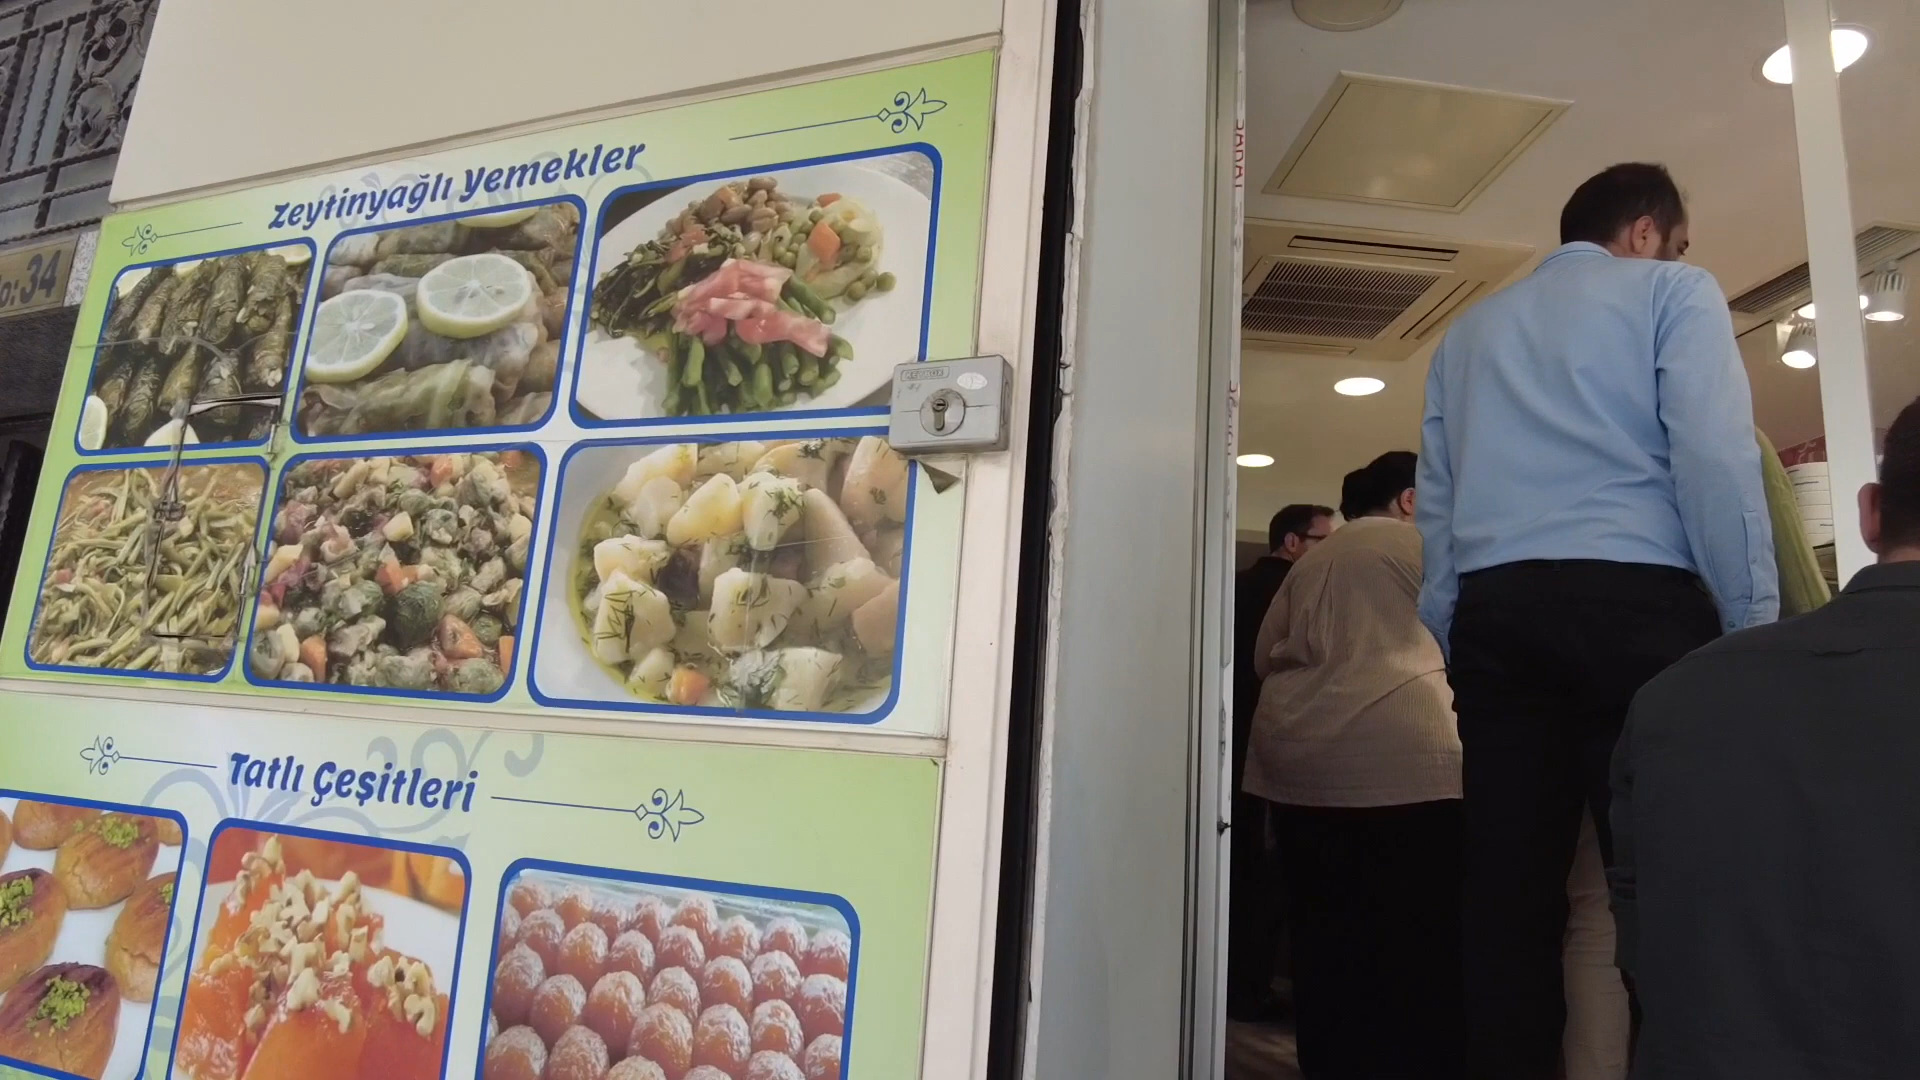 Zeytinyağlı Yemekler
o:34
Tatlı Çeşitleri